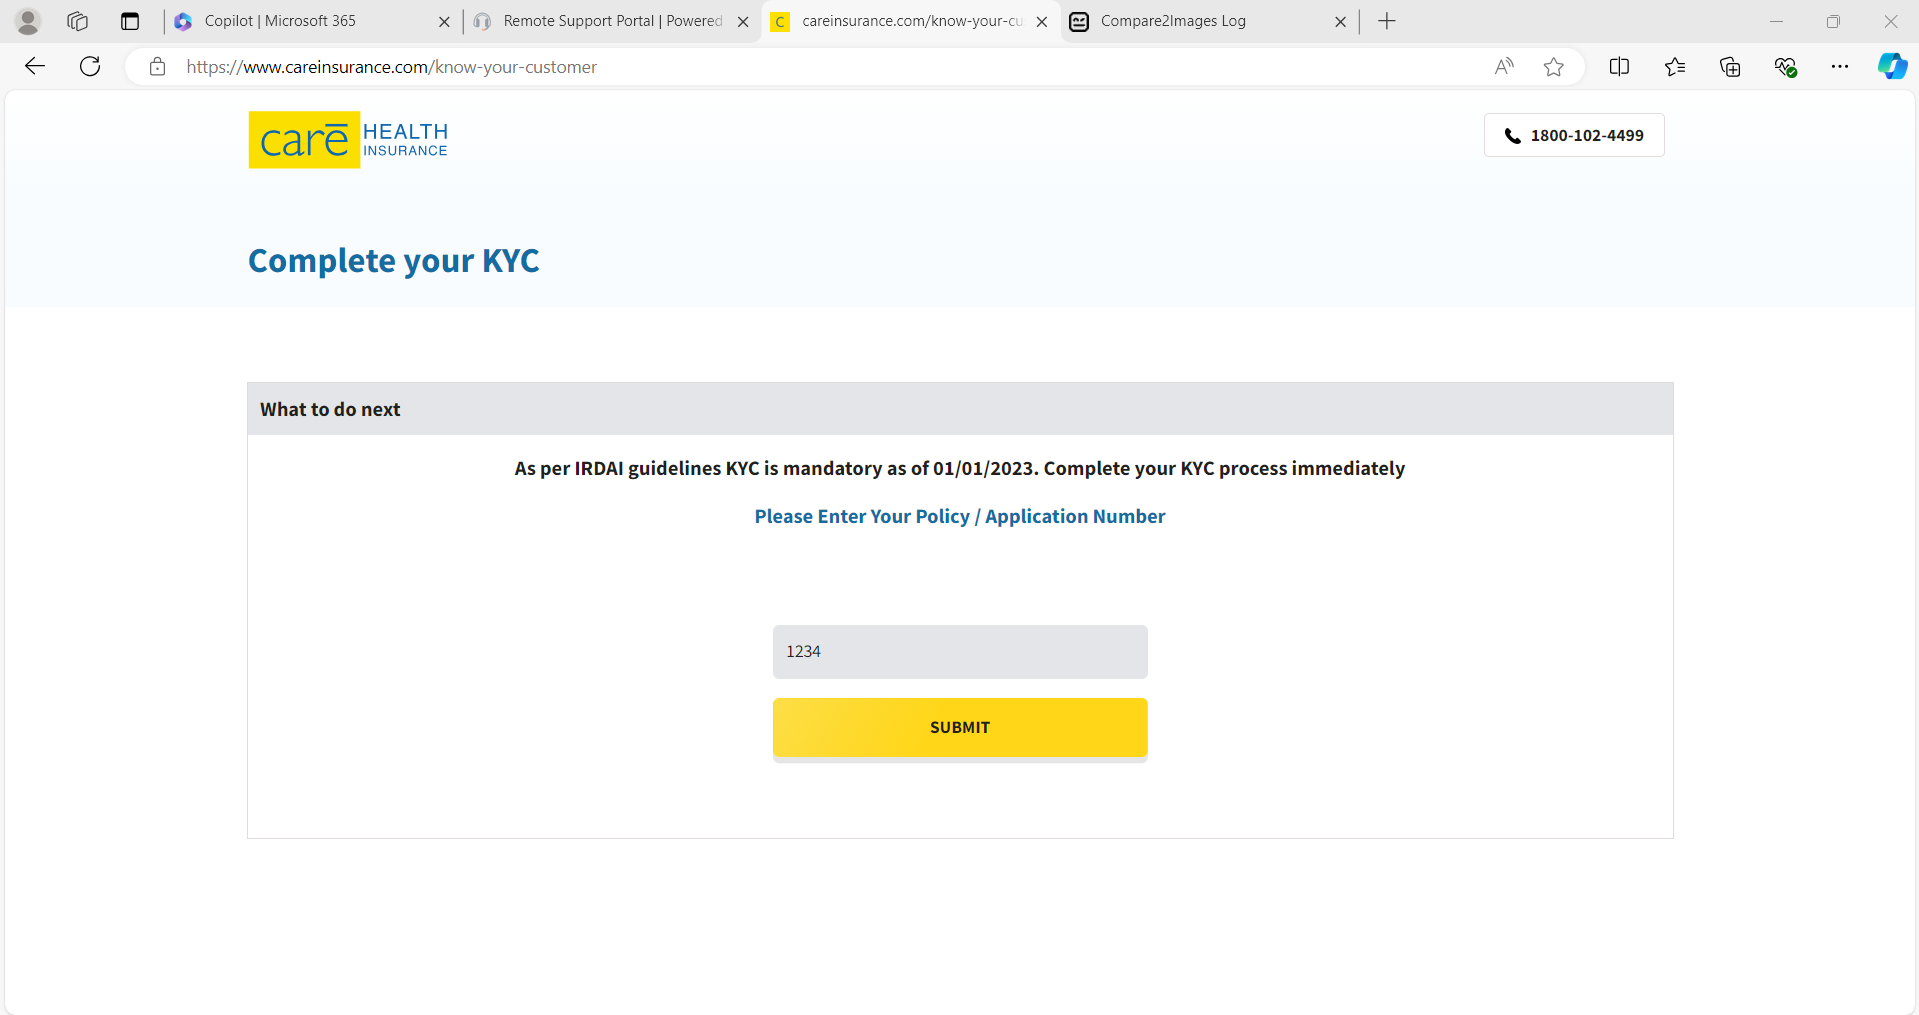 Copilot | Microsoft 365
Remote Support Portal | Powered
careinsurance.com/know-your-cu
Compare2Images Log
https://www.careinsurance.com/know-your-customer
carē HEALTH INSURANCE
1800-102-4499
Complete your KYC
What to do next
As per IRDAI guidelines KYC is mandatory as of 01/01/2023. Complete your KYC process immediately
Please Enter Your Policy / Application Number
1234
SUBMIT